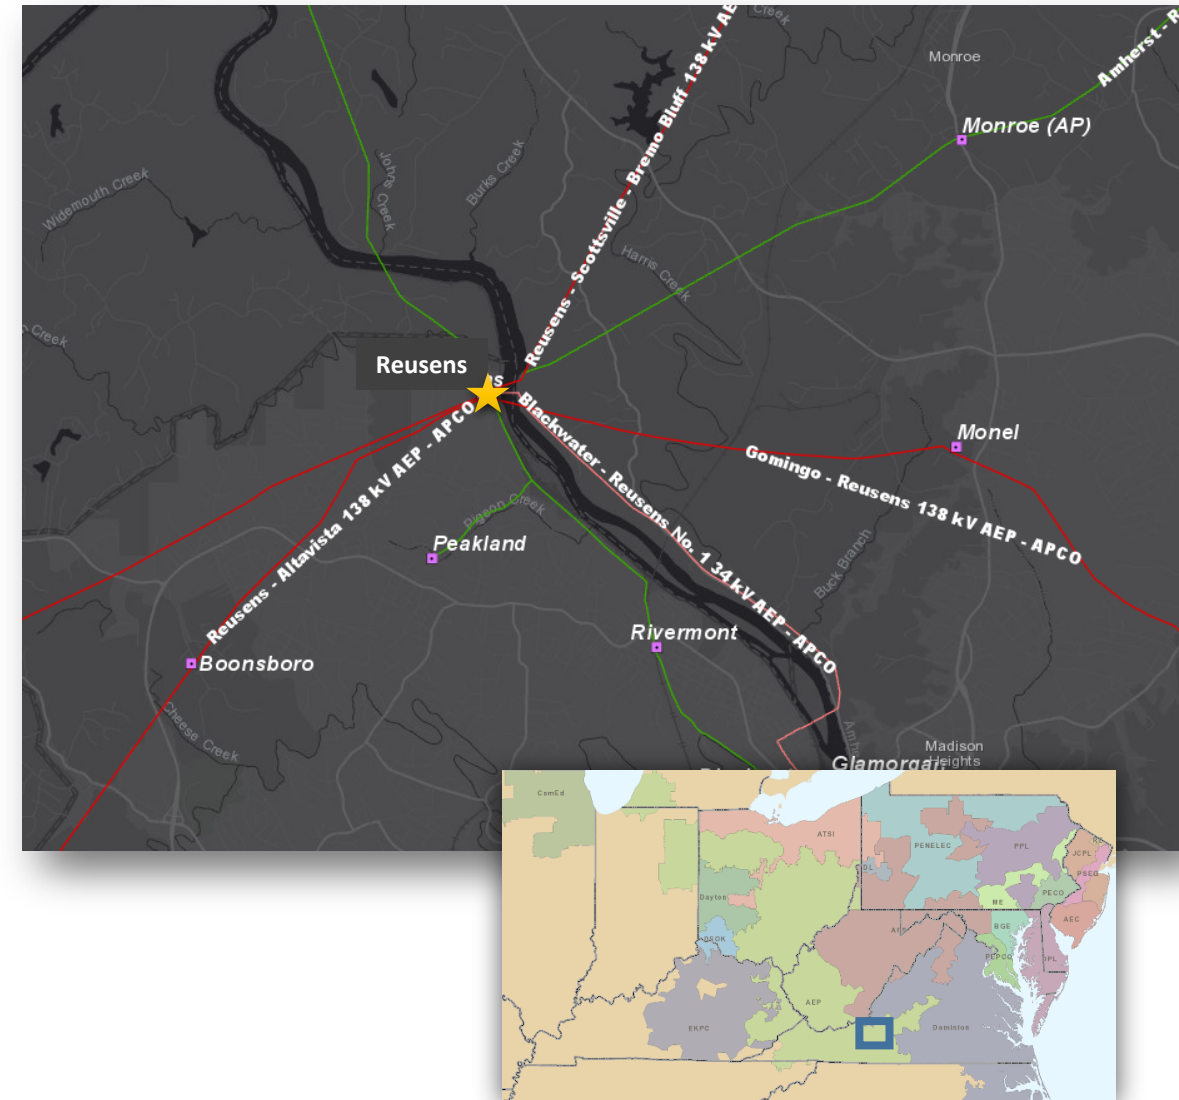 Creek
Monroe
Amherst - R
Monroe (AP)
Reusens - Scottsville - Bremo Bluff 138 kV AE
Johns Creek
Burks Creek
Widemouth Creek
Harris Creek
Creek
Reusens
Blackwater - Reusens No. 1 34 kV AEP - APCO
Monel
Gomingo - Reusens 138 kV AEP - APCO
Reusens - Altavista 138 kV AEP - APCO
Pigeon Creek
Peakland
Buck Branch
Rivermont
Boonsboro
Cheese Creek
Madison
Heights
Glamorgan
ComEd
ATSI
PENELEC
PPL
JCPL
DL
PSEG
Dayton
ME
PECO
AEC
BGE
DEOK
PEPCO
DPL
AEP
EKPC
Dominion